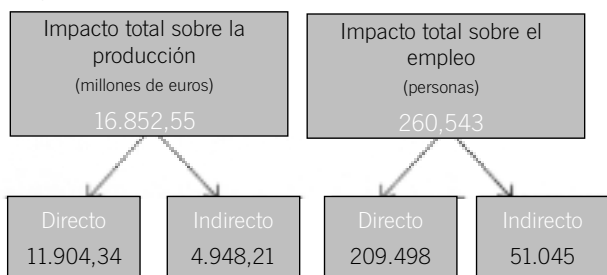 Impacto total sobre la
producción
(millones de euros)
16.852,55
Impacto total sobre el
empleo
(personas)
260,543
Directo
11.904,34
Indirecto
4.948,21
Directo
209.498
Indirecto
51.045